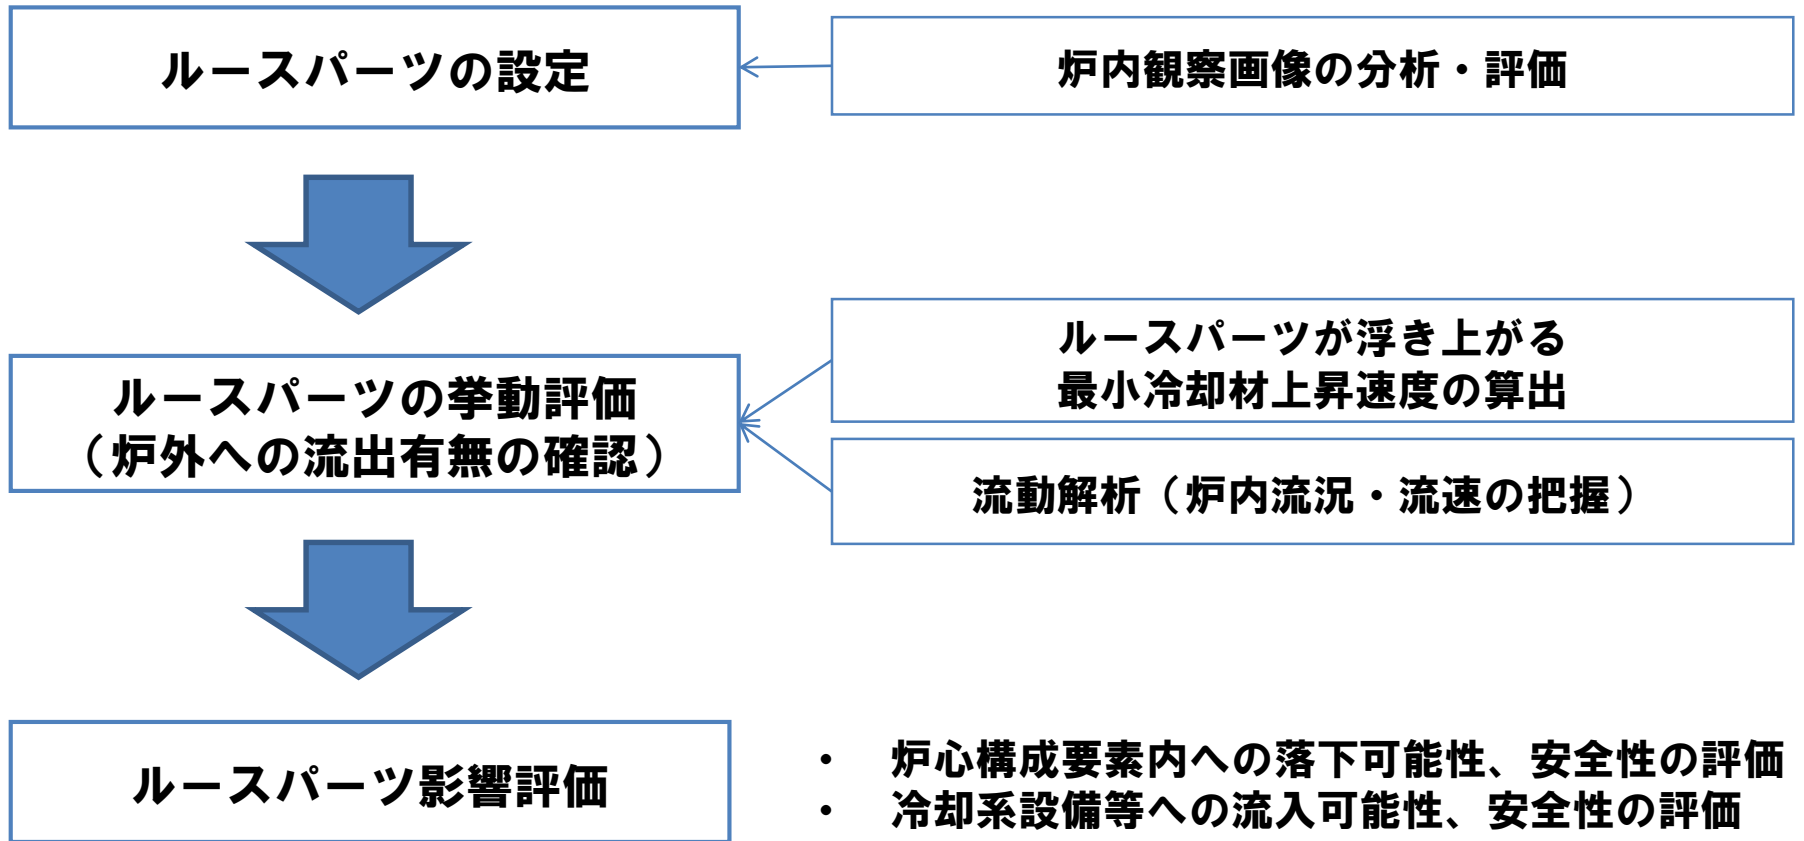 ルースパーツの設定
炉内観察画像の分析・評価
ルースパーツが浮き上がる
最小冷却材上昇速度の算出
ルースパーツの挙動評価
（炉外への流出有無の確認）
流動解析（炉内流況・流速の把握）
ルースパーツ影響評価
• 炉心構成要素内への落下可能性、安全性の評価
• 冷却系設備等への流入可能性、安全性の評価